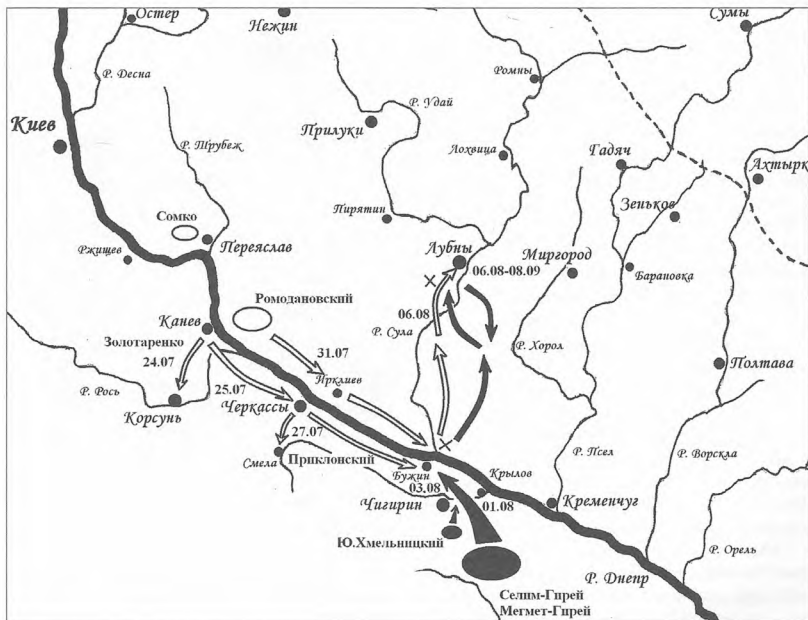 Остер
Нежин
Сумы
Р. Десна
Ромны
Р. Удай
Киев
Прилуки
Р. Трубеж
Лохвица
Гадяч
Ахтырк
Сомко
Пирятин
Зеньков
Переяслав
Ржищев
Лубны
06.08-08.09
Миргород
Барановка
Ромодановский
06.08
Р. Сула
Канев
Золотаренко
24.07
31.07
Р. Хорол
Полтава
Р. Рось
25.07
Ирклиев
Корсунь
Черкассы
27.07
Смела
Приклонский
Бужин
03.08
Крылов
01.08
Р. Псел
Р. Ворскла
Чигирин
Кременчуг
Ю.Хмельницкий
Р. Орель
Р. Днепр
Селим-Гирей
Мегмет-Гирей